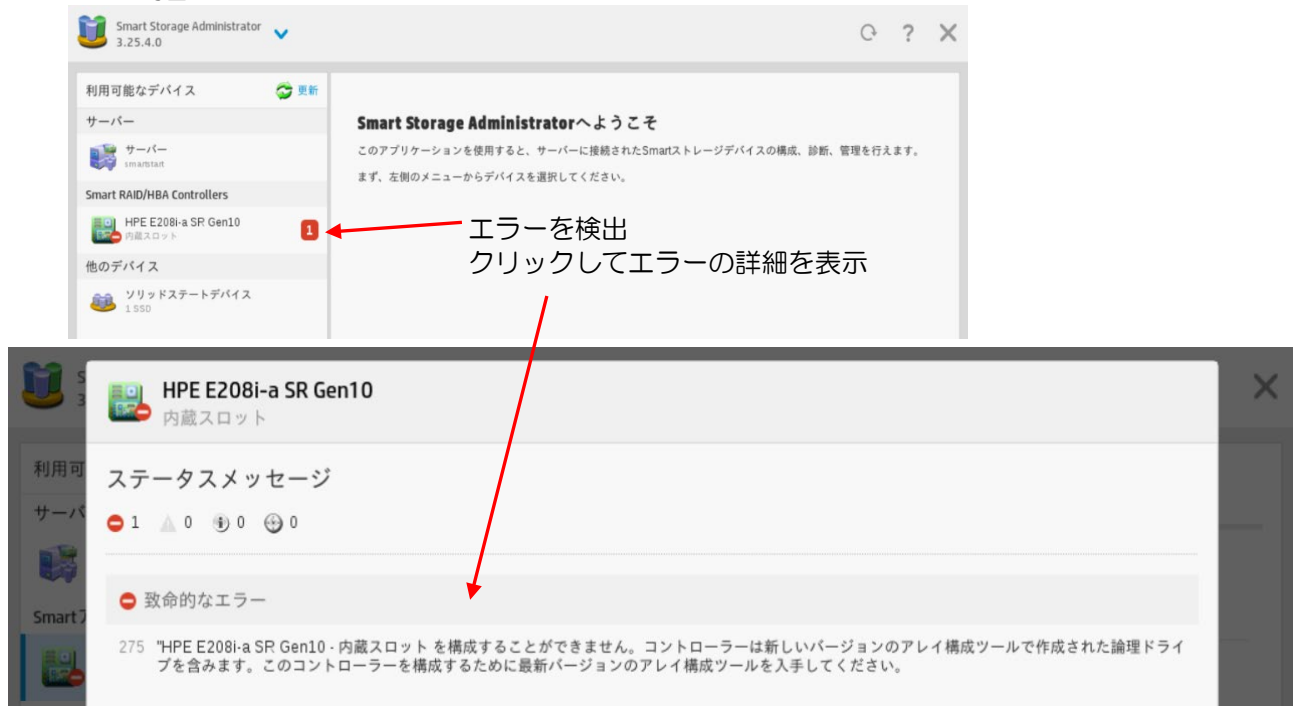 Smart Storage Administrator
3.25.4.0
?
利用可能なデバイス
更新
サーバー
サーバー
smartstart
Smart RAID/HBA Controllers
HPE E208i-a SR Gen10
内蔵スロット
1
他のデバイス
ソリッドステートデバイス
1 SSD
Smart Storage Administratorへようこそ
このアプリケーションを使用すると、サーバーに接続されたSmartストレージデバイスの構成、診断、管理を行えます。
まず、左側のメニューからデバイスを選択してください。
エラーを検出
クリックしてエラーの詳細を表示
S
3
利用可
サーバ
Smart
HPE E208i-a SR Gen10
内蔵スロット
ステータスメッセージ
1 0 0 0
致命的なエラー
275 "HPE E208i-a SR Gen10 - 内蔵スロット を構成することができません。コントローラーは新しいバージョンのアレイ構成ツールで作成された論理ドライ
ブを含みます。このコントローラーを構成するために最新バージョンのアレイ構成ツールを入手してください。